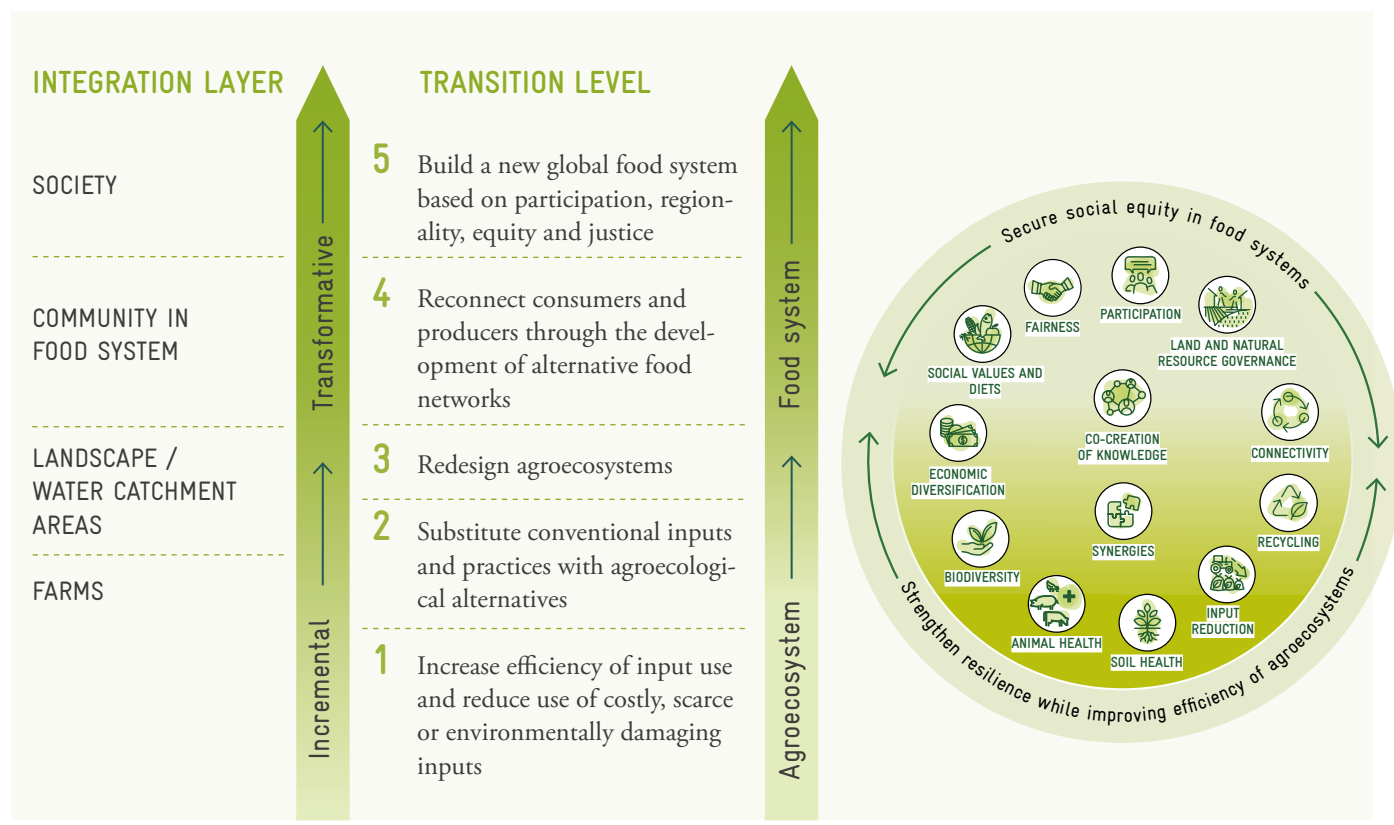 INTEGRATION LAYER
SOCIETY
COMMUNITY IN
FOOD SYSTEM
LANDSCAPE /
WATER CATCHMENT
AREAS
FARMS
Transformative
Incremental
TRANSITION LEVEL
5
Build a new global food system
based on participation, region-
ality, equity and justice
4
Reconnect consumers and
producers through the devel-
opment of alternative food
networks
3
Redesign agroecosystems
2
Substitute conventional inputs
and practices with agroecologi-
cal alternatives
1
Increase efficiency of input use
and reduce use of costly, scarce
or environmentally damaging
inputs
Food system
Agroecosystem
Secure social equity in food systems
PARTICIPATION
FAIRNESS
LAND AND NATURAL
RESOURCE GOVERNANCE
SOCIAL VALUES AND
DIETS
CO-CREATION
OF KNOWLEDGE
CONNECTIVITY
ECONOMIC
DIVERSIFICATION
SYNERGIES
RECYCLING
BIODIVERSITY
INPUT
REDUCTION
ANIMAL HEALTH
SOIL HEALTH
Strengthen resilience while improving efficiency of agroecosystems